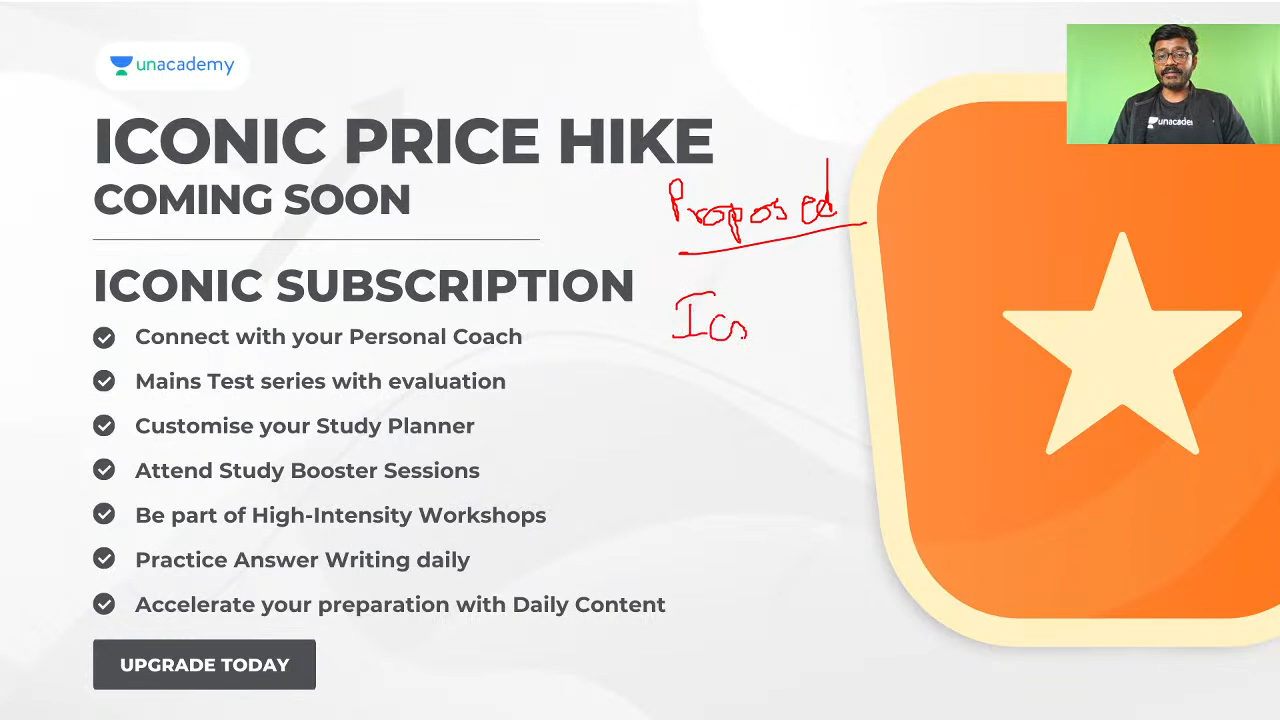 unacademy
ICONIC PRICE HIKE
COMING SOON
Proposed
ICONIC SUBSCRIPTION
Connect with your Personal Coach
Mains Test series with evaluation
Customise your Study Planner
Attend Study Booster Sessions
Be part of High-Intensity Workshops
Practice Answer Writing daily
Accelerate your preparation with Daily Content
UPGRADE TODAY
unacade